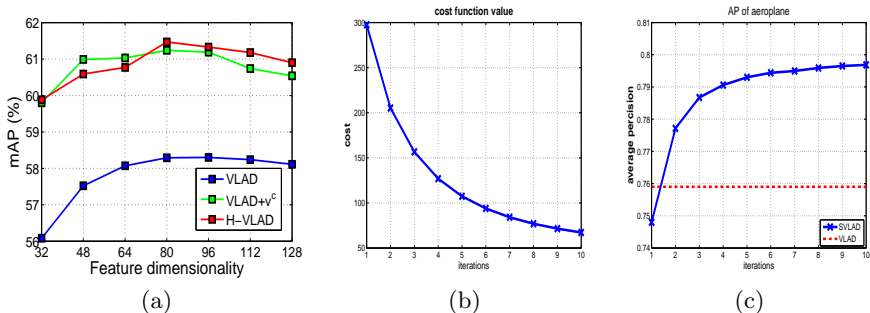 62
61
60
59
58
57
56
32
48
64
80
96
112
128
mAP (%)
Feature dimensionality
VLAD
VLAD+v^c
H-VLAD
(a)
cost function value
300
250
200
150
100
50
1 2 3 4 5 6 7 8 9 10
cost
iterations
(b)
AP of aeroplane
0.81
0.8
0.79
0.78
0.77
0.76
0.75
0.74
1 2 3 4 5 6 7 8 9 10
average percision
iterations
SVLAD
VLAD
(c)